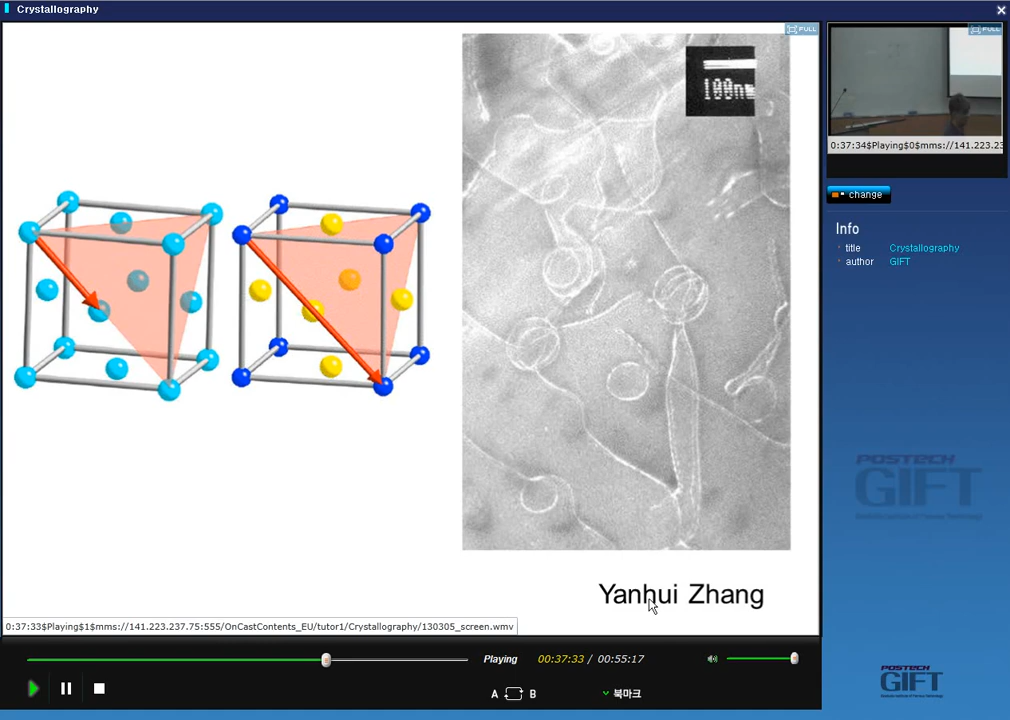 Crystallography
FULL
FULL
100nm
0:37:34$Playing$0$mms://141.223.23
change
Info
title Crystallography
author GIFT
POSTECH
GIFT
Yanhui Zhang
0:37:33$Playing$1$mms://141.223.237.75:555/OnCastContents_EU/tutor1/Crystallography/130305_screen.wmv
Playing 00:37:33 / 00:55:17
A B 북마크
POSTECH
GIFT